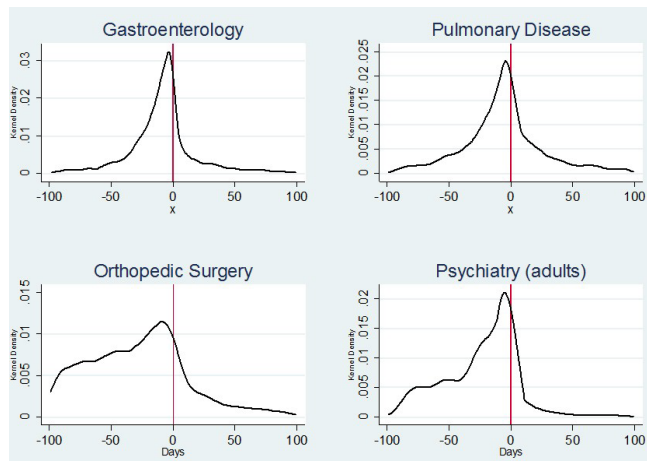 Gastroenterology
Kernel Density
0 .01 .02 .03
-100 -50 0 50 100
X
Pulmonary Disease
Kernel Density
0 .005 .01 .015 .02 .025
-100 -50 0 50 100
X
Orthopedic Surgery
Kernel Density
0 .005 .01 .015
-100 -50 0 50 100
Days
Psychiatry (adults)
Kernel Density
0 .005 .01 .015 .02
-100 -50 0 50 100
Days